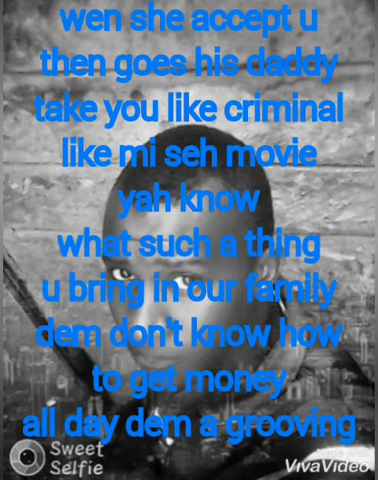 wen she accept u
then goes his daddy
take you like criminal
like mi seh movie
yah know
what such a thing
u bring in our family
dem don't know how
to get money
all day dem a grooving
Sweet
Selfie
VivaVideo